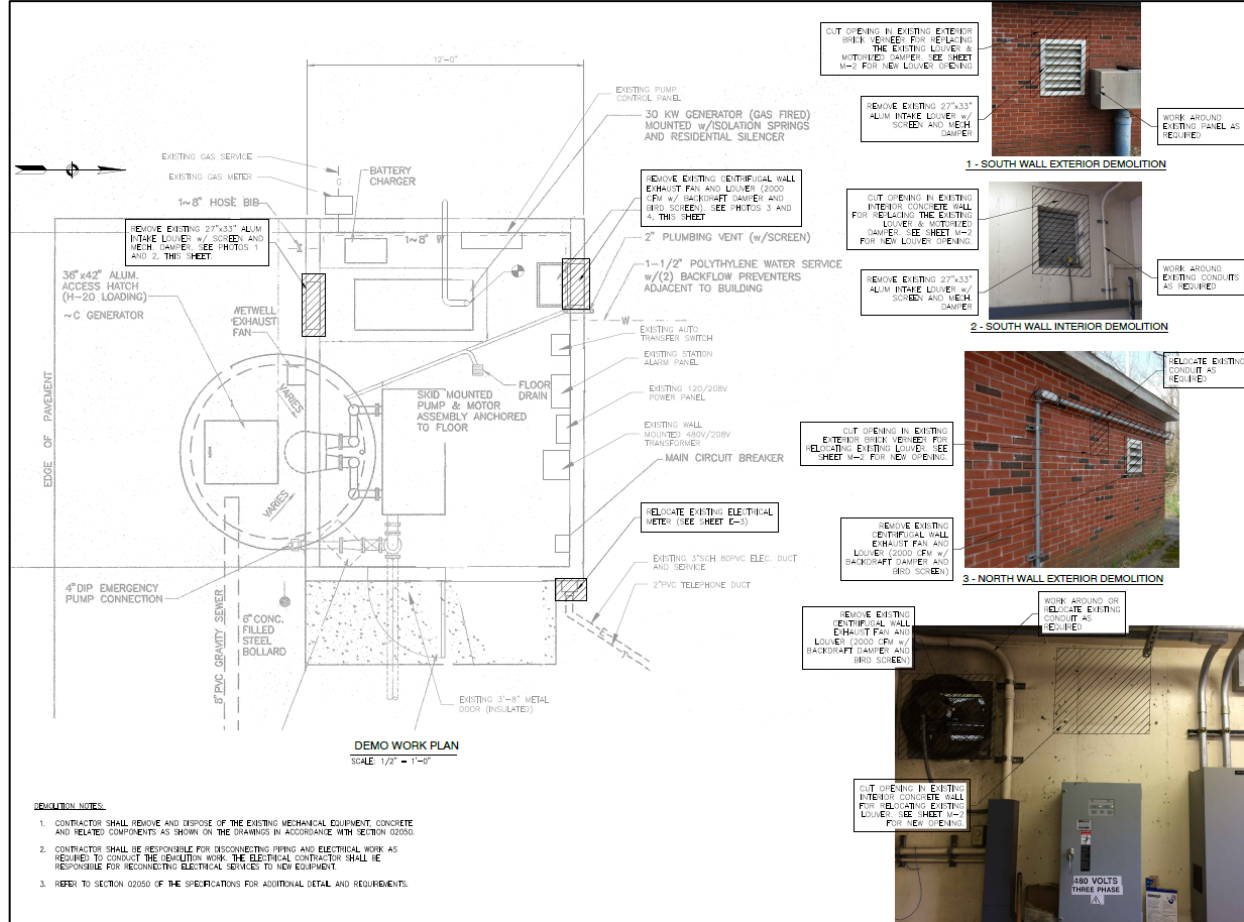 12'-0"
EXISTING PUMP
CONTROL PANEL
30 KW GENERATOR (GAS FIRED)
MOUNTED w/ISOLATION SPRINGS
AND RESIDENTIAL SILENCER
EXISTING GAS SERVICE
EXISTING GAS METER
G
BATTERY
CHARGER
1~8" HOSE BIB
REMOVE EXISTING CENTRIFUGAL WALL
EXHAUST FAN AND LOUVER (2000
CFM w/ BACKDRAFT DAMPER AND
BIRD SCREEN). SEE PHOTOS 3 AND
4, THIS SHEET
REMOVE EXISTING 27"x33" ALUM
INTAKE LOUVER w/ SCREEN AND
MECH. DAMPER. SEE PHOTOS 1
AND 2, THIS SHEET.
1~8" W
2" PLUMBING VENT (w/SCREEN)
1-1/2" POLYTHYLENE WATER SERVICE
w/(2) BACKFLOW PREVENTERS
ADJACENT TO BUILDING
W
36"x42" ALUM.
ACCESS HATCH
(H-20 LOADING)
~C GENERATOR
WETWELL
EXHAUST
FAN
EXISTING AUTO
TRANSFER SWITCH
EXISTING STATION
ALARM PANEL
FLOOR
DRAIN
VARIES
SKID MOUNTED
PUMP & MOTOR
ASSEMBLY ANCHORED
TO FLOOR
EXISTING 120/208V
POWER PANEL
EXISTING WALL
MOUNTED 480V/208V
TRANSFORMER
MAIN CIRCUIT BREAKER
EDGE OF PAVEMENT
VARIES
RELOCATE EXISTING ELECTRICAL
METER (SEE SHEET E-3)
EXISTING 3"SCH 80PVC ELEC. DUCT
AND SERVICE
2"PVC TELEPHONE DUCT
E
T
4" DIP EMERGENCY
PUMP CONNECTION
8" PVC GRAVITY SEWER
6" CONC.
FILLED
STEEL
BOLLARD
EXISTING 3'-8" METAL
DOOR (INSULATED)
DEMO WORK PLAN
SCALE: 1/2" = 1'-0"
DEMOLITION NOTES:
1. CONTRACTOR SHALL REMOVE AND DISPOSE OF THE EXISTING MECHANICAL EQUIPMENT, CONCRETE
AND RELATED COMPONENTS AS SHOWN ON THE DRAWINGS IN ACCORDANCE WITH SECTION 02050.
2. CONTRACTOR SHALL BE RESPONSIBLE FOR DISCONNECTING PIPING AND ELECTRICAL WORK AS
REQUIRED TO CONDUCT THE DEMOLITION WORK. THE ELECTRICAL CONTRACTOR SHALL BE
RESPONSIBLE FOR RECONNECTING ELECTRICAL SERVICES TO NEW EQUIPMENT.
3. REFER TO SECTION 02050 OF THE SPECIFICATIONS FOR ADDITIONAL DETAIL AND REQUIREMENTS.
CUT OPENING IN EXISTING EXTERIOR
BRICK VERNEER FOR REPLACING
THE EXISTING LOUVER &
MOTORIZED DAMPER. SEE SHEET
M-2 FOR NEW LOUVER OPENING
REMOVE EXISTING 27"x33"
ALUM INTAKE LOUVER w/
SCREEN AND MECH.
DAMPER
WORK AROUND
EXISTING PANEL AS
REQUIRED
1 - SOUTH WALL EXTERIOR DEMOLITION
CUT OPENING IN EXISTING
INTERIOR CONCRETE WALL
FOR REPLACING THE EXISTING
LOUVER & MOTORIZED
DAMPER. SEE SHEET M-2
FOR NEW LOUVER OPENING.
REMOVE EXISTING 27"x33"
ALUM INTAKE LOUVER w/
SCREEN AND MECH.
DAMPER
WORK AROUND
EXISTING CONDUITS
AS REQUIRED
2 - SOUTH WALL INTERIOR DEMOLITION
RELOCATE EXISTING
CONDUIT AS
REQUIRED
CUT OPENING IN EXISTING
EXTERIOR BRICK VERNEER FOR
RELOCATING EXISTING LOUVER. SEE
SHEET M-2 FOR NEW OPENING.
REMOVE EXISTING
CENTRIFUGAL WALL
EXHAUST FAN AND
LOUVER (2000 CFM w/
BACKDRAFT DAMPER AND
BIRD SCREEN)
3 - NORTH WALL EXTERIOR DEMOLITION
REMOVE EXISTING
CENTRIFUGAL WALL
EXHAUST FAN AND
LOUVER (2000 CFM w/
BACKDRAFT DAMPER AND
BIRD SCREEN)
WORK AROUND OR
RELOCATE EXISTING
CONDUIT AS
REQUIRED
CUT OPENING IN EXISTING
INTERIOR CONCRETE WALL
FOR RELOCATING EXISTING
LOUVER. SEE SHEET M-2
FOR NEW OPENING.
480 VOLTS
THREE PHASE